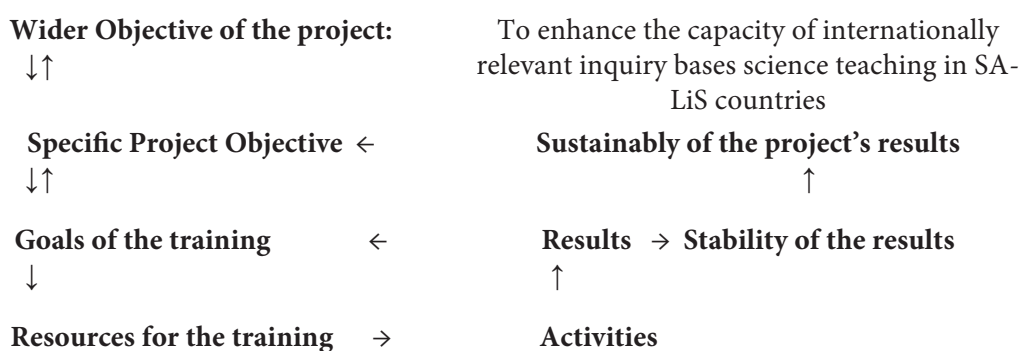 Wider Objective of the project: To enhance the capacity of internationally
↓↑ relevant inquiry bases science teaching in SA-
LiS countries
Specific Project Objective ← Sustainably of the project's results
↓↑ ↑
Goals of the training ← Results → Stability of the results
↓ ↑
Resources for the training → Activities